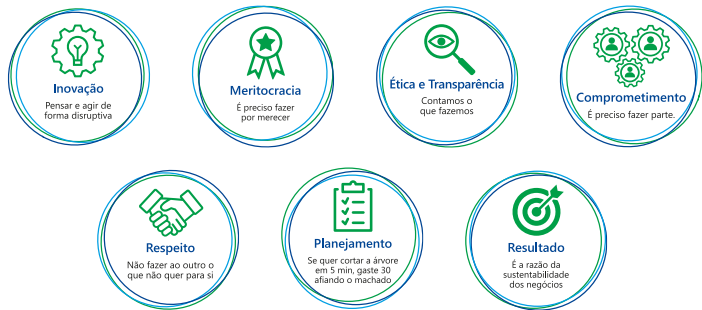 Inovação
Pensar e agir de
forma disruptiva
Meritocracia
É preciso fazer
por merecer
Ética e Transparência
Contamos o
que fazemos
Comprometimento
É preciso fazer parte.
Respeito
Não fazer ao outro o
que não quer para si
Planejamento
Se quer cortar a árvore
em 5 min, gaste 30
afiando o machado
Resultado
É a razão da
sustentabilidade
dos negócios